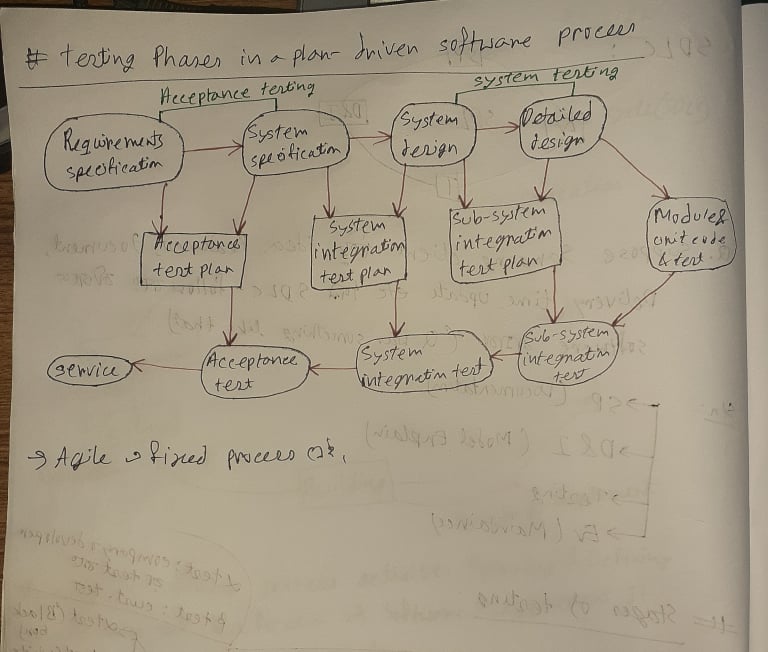 # Testing Phases in a plan-driven software process
Acceptance testing
system testing
Requirements
specification
System
specification
System
design
Detailed
design
Acceptance
test plan
System
integration
test plan
Sub-system
integration
test plan
Module &
unit code
& test
service
Acceptance
test
System
integration test
Sub-system
integration
test
→ Agile → fixed process